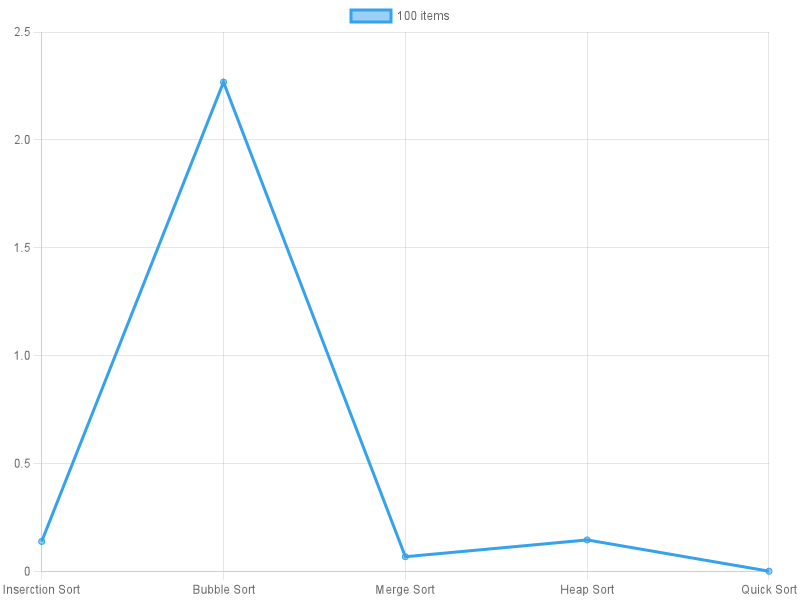 100 items
2.5
2.0
1.5
1.0
0.5
0
Inserction Sort
Bubble Sort
Merge Sort
Heap Sort
Quick Sort